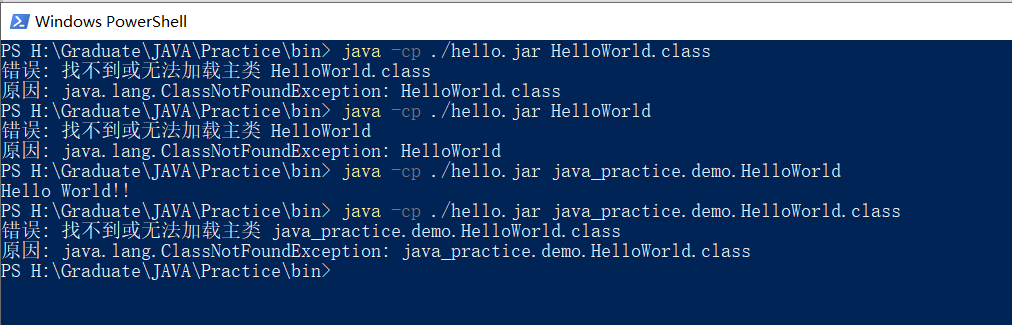 Windows PowerShell
PS H:\Graduate\JAVA\Practice\bin> java -cp ./hello.jar HelloWorld.class
错误: 找不到或无法加载主类 HelloWorld.class
原因: java.lang.ClassNotFoundException: HelloWorld.class
PS H:\Graduate\JAVA\Practice\bin> java -cp ./hello.jar HelloWorld
错误: 找不到或无法加载主类 HelloWorld
原因: java.lang.ClassNotFoundException: HelloWorld
PS H:\Graduate\JAVA\Practice\bin> java -cp ./hello.jar java_practice.demo.HelloWorld
Hello World!!
PS H:\Graduate\JAVA\Practice\bin> java -cp ./hello.jar java_practice.demo.HelloWorld.class
错误: 找不到或无法加载主类 java_practice.demo.HelloWorld.class
原因: java.lang.ClassNotFoundException: java_practice.demo.HelloWorld.class
PS H:\Graduate\JAVA\Practice\bin>